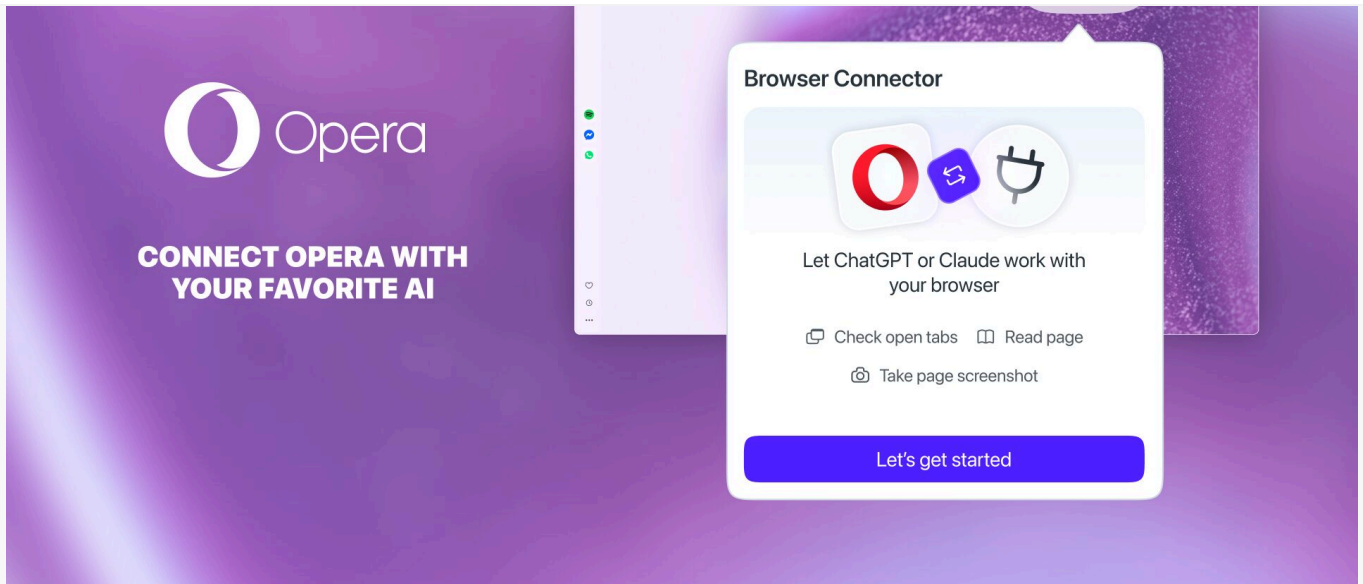 Opera
CONNECT OPERA WITH
YOUR FAVORITE AI
Browser Connector
Let ChatGPT or Claude work with
your browser
Check open tabs
Read page
Take page screenshot
Let's get started